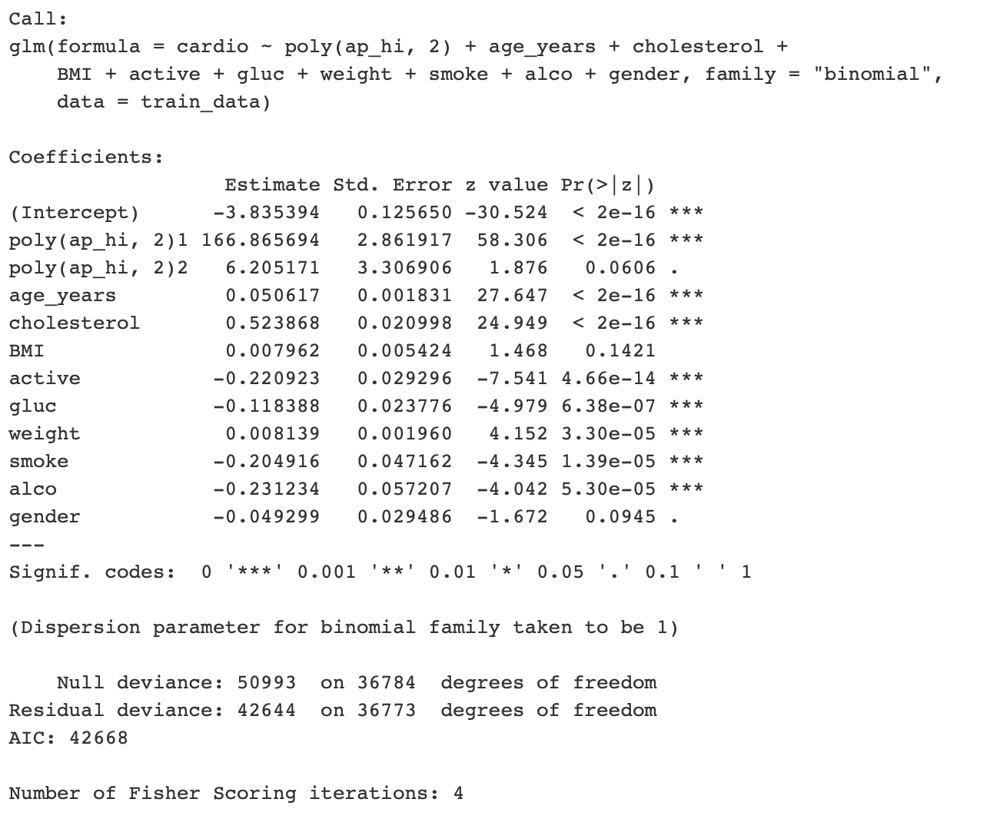 Call:
glm(formula = cardio ~ poly(ap_hi, 2) + age_years + cholesterol +
    BMI + active + gluc + weight + smoke + alco + gender, family = "binomial",
    data = train_data)

Coefficients:
                  Estimate Std. Error z value Pr(>|z|)
(Intercept)      -3.835394   0.125650 -30.524  < 2e-16 ***
poly(ap_hi, 2)1 166.865694   2.861917  58.306  < 2e-16 ***
poly(ap_hi, 2)2   6.205171   3.306906   1.876   0.0606 .
age_years         0.050617   0.001831  27.647  < 2e-16 ***
cholesterol       0.523868   0.020998  24.949  < 2e-16 ***
BMI               0.007962   0.005424   1.468   0.1421
active           -0.220923   0.029296  -7.541 4.66e-14 ***
gluc             -0.118388   0.023776  -4.979 6.38e-07 ***
weight            0.008139   0.001960   4.152 3.30e-05 ***
smoke            -0.204916   0.047162  -4.345 1.39e-05 ***
alco             -0.231234   0.057207  -4.042 5.30e-05 ***
gender           -0.049299   0.029486  -1.672   0.0945 .
---
Signif. codes:  0 '***' 0.001 '**' 0.01 '*' 0.05 '.' 0.1 ' ' 1

(Dispersion parameter for binomial family taken to be 1)

    Null deviance: 50993  on 36784  degrees of freedom
Residual deviance: 42644  on 36773  degrees of freedom
AIC: 42668

Number of Fisher Scoring iterations: 4